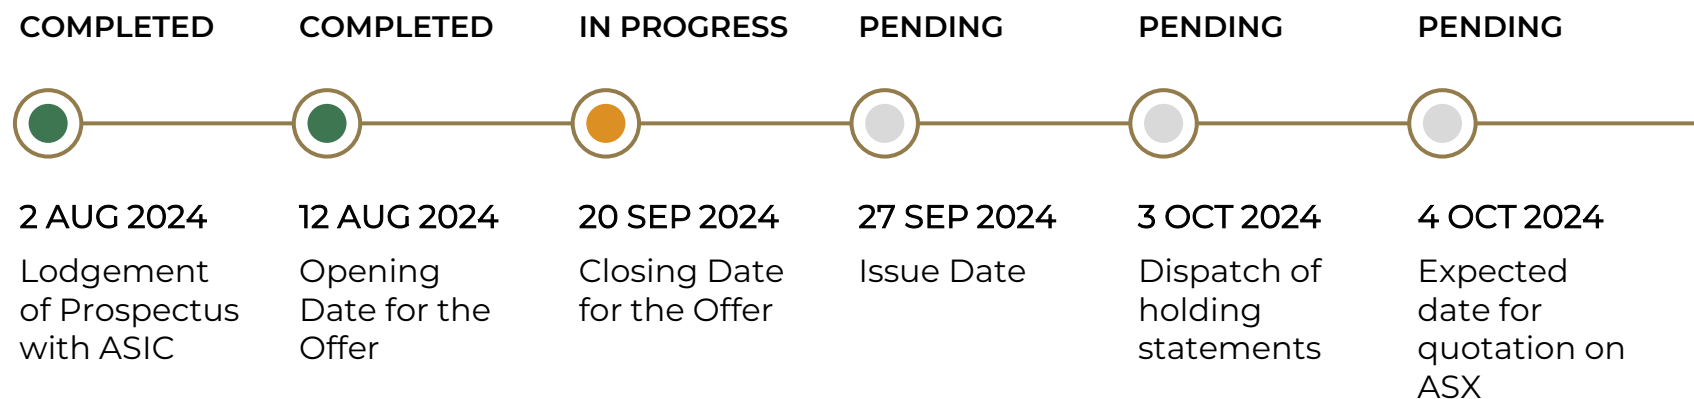 COMPLETED
COMPLETED
IN PROGRESS
PENDING
PENDING
PENDING
2 AUG 2024
Lodgement
of Prospectus
with ASIC
12 AUG 2024
Opening
Date for the
Offer
20 SEP 2024
Closing Date
for the Offer
27 SEP 2024
Issue Date
3 OCT 2024
Dispatch of
holding
statements
4 OCT 2024
Expected
date for
quotation on
ASX